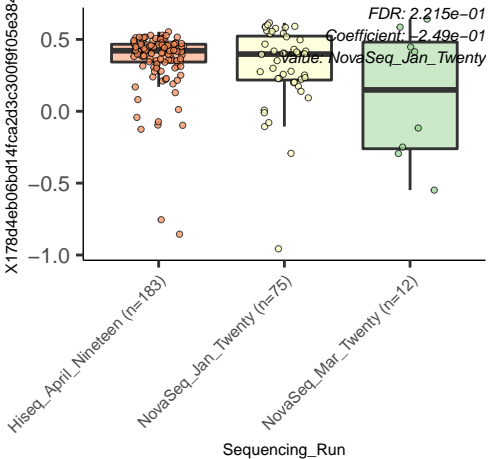 FDR: 2.215e−01
Coefficient: −2.49e−01
Value: NovaSeq_Jan_Twenty
0.5
0.0
−0.5
−1.0
Hiseq_April_Nineteen (n=183)
NovaSeq_Jan_Twenty (n=75)
NovaSeq_Mar_Twenty (n=12)
Sequencing_Run